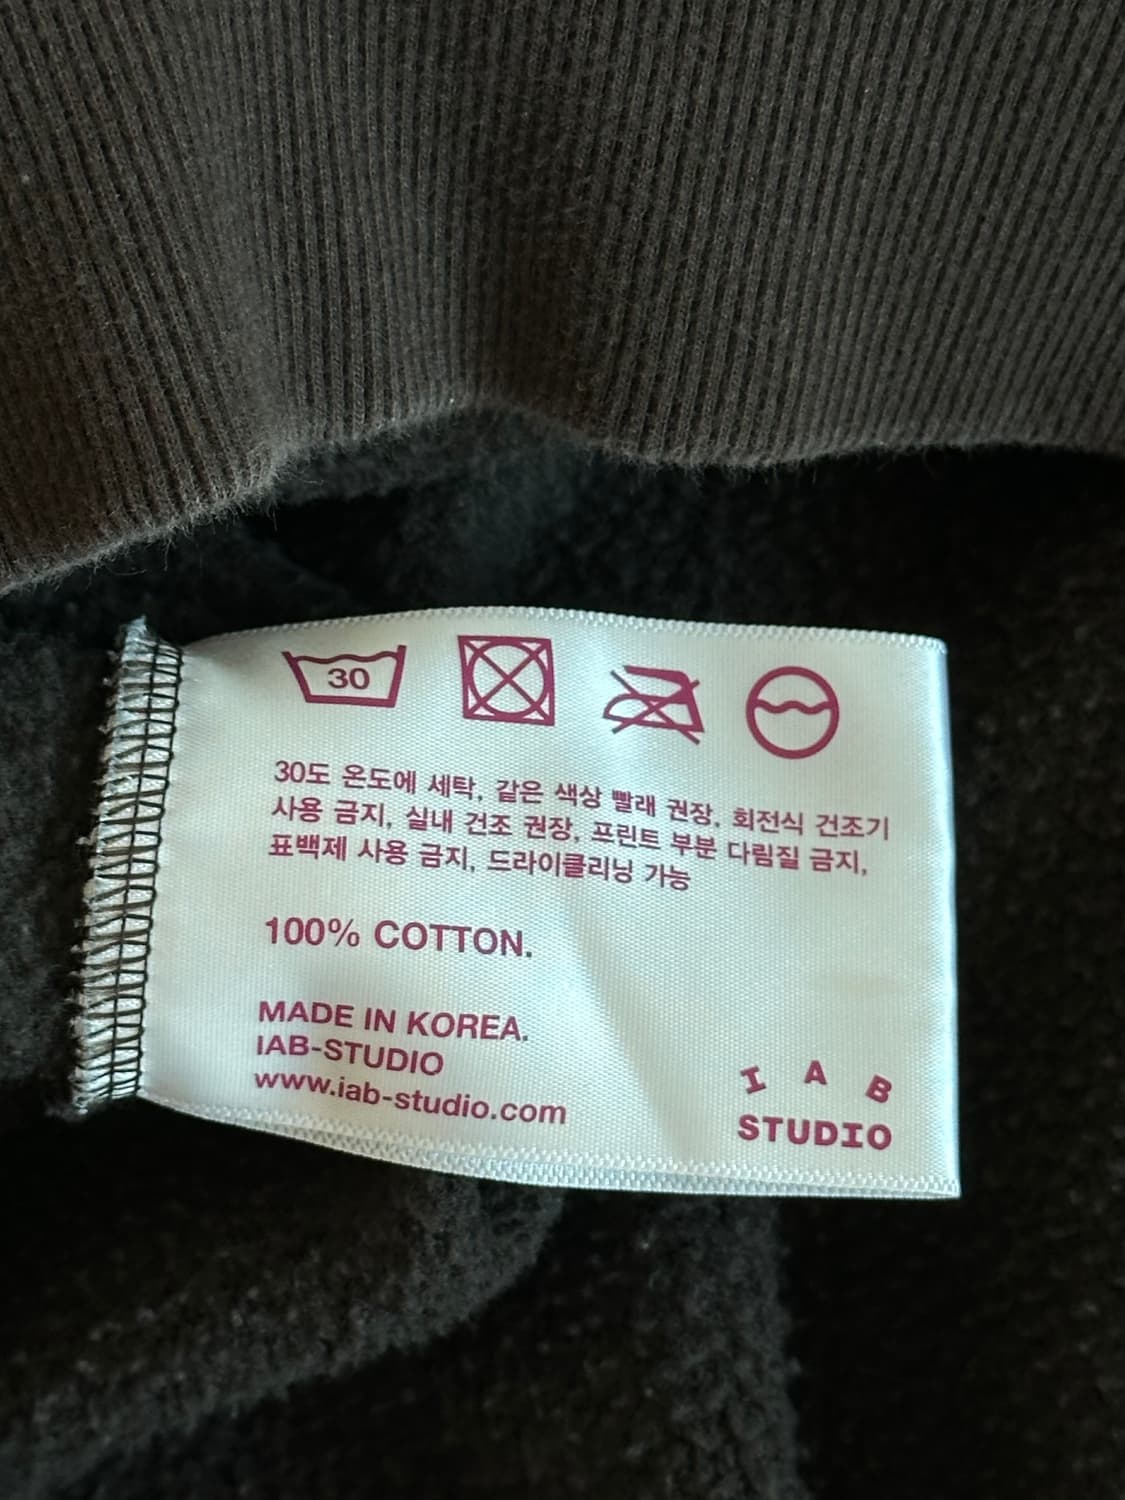 30
30도 온도에 세탁, 같은 색상 빨래 권장, 회전식 건조기
사용 금지, 실내 건조 권장, 프린트 부분 다림질 금지,
표백제 사용 금지, 드라이클리닝 가능
100% COTTON.
MADE IN KOREA.
IAB-STUDIO
www.iab-studio.com
I A B
STUDIO